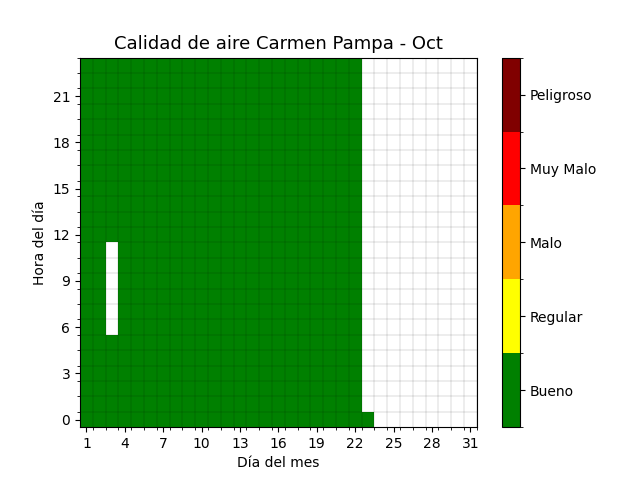 Calidad de aire Carmen Pampa - Oct
Hora del día
21
18
15
12
9
6
3
0
1 4 7 10 13 16 19 22 25 28 31
Día del mes
Peligroso
Muy Malo
Malo
Regular
Bueno